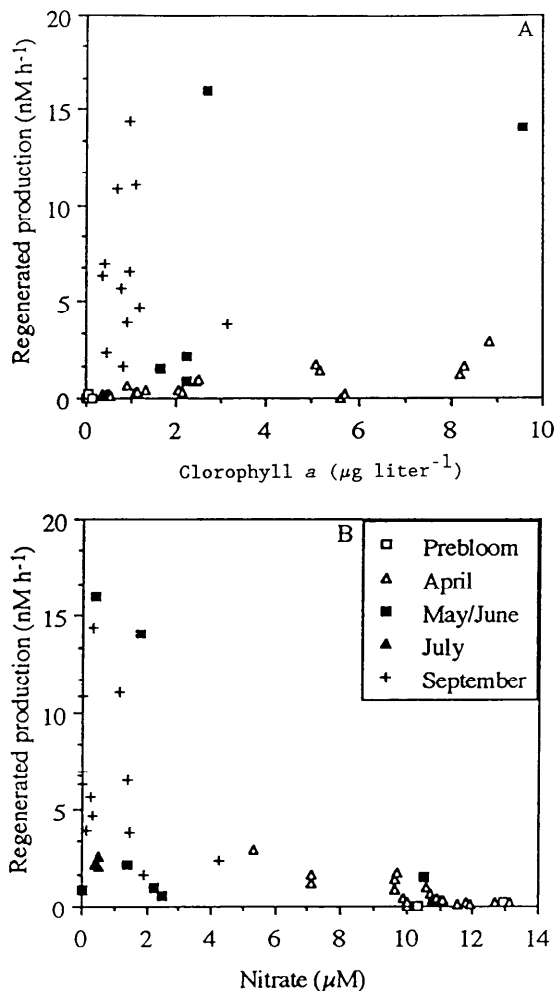 A
Regenerated production (nM h⁻¹)
20
15
10
5
0
0 2 4 6 8 10
Clorophyll a (μg liter⁻¹)
B
Regenerated production (nM h⁻¹)
20
15
10
5
0
Prebloom
April
May/June
July
September
0 2 4 6 8 10 12 14
Nitrate (μM)